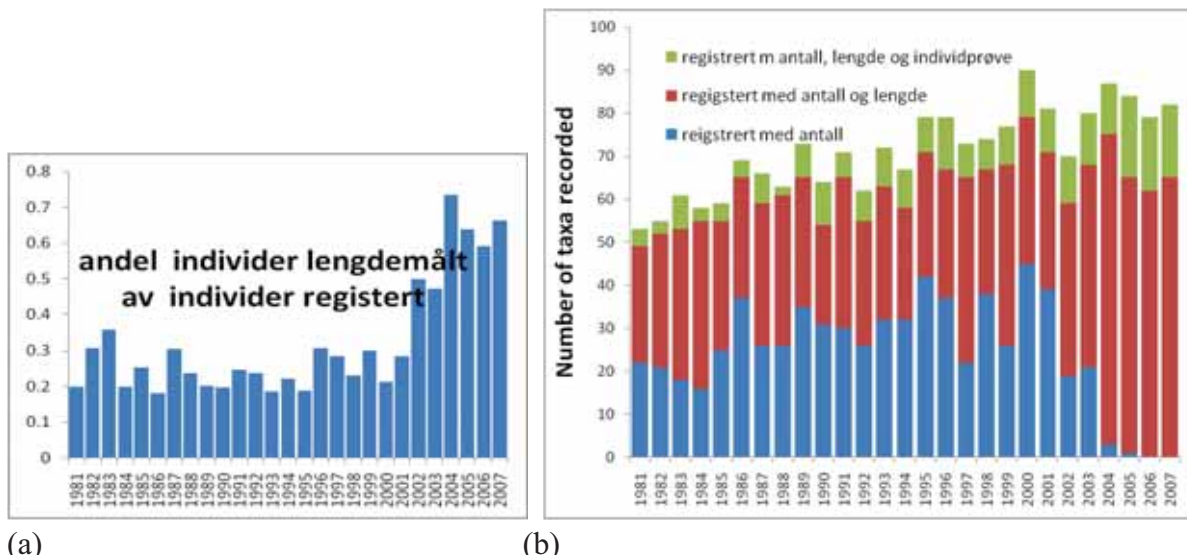 0.8
0.7
0.6
0.5
0.4
0.3
0.2
0.1
0
andel individer lengdemålt
av individer registert
1981 1982 1983 1984 1985 1986 1987 1988 1989 1990 1991 1992 1993 1994 1995 1996 1997 1998 1999 2000 2001 2002 2003 2004 2005 2006 2007
(a)
Number of taxa recorded
100
90
80
70
60
50
40
30
20
10
0
registrert m antall, lengde og individprøve
regigstert med antall og lengde
reigstrert med antall
1981 1982 1983 1984 1985 1986 1987 1988 1989 1990 1991 1992 1993 1994 1995 1996 1997 1998 1999 2000 2001 2002 2003 2004 2005 2006 2007
(b)